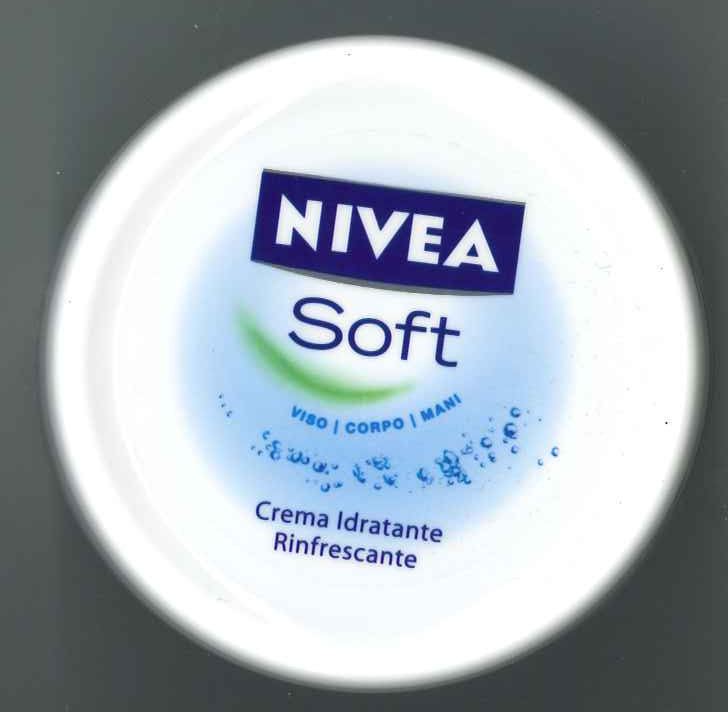 NIVEA
Soft
VISO | CORPO | MANI
Crema Idratante
Rinfrescante